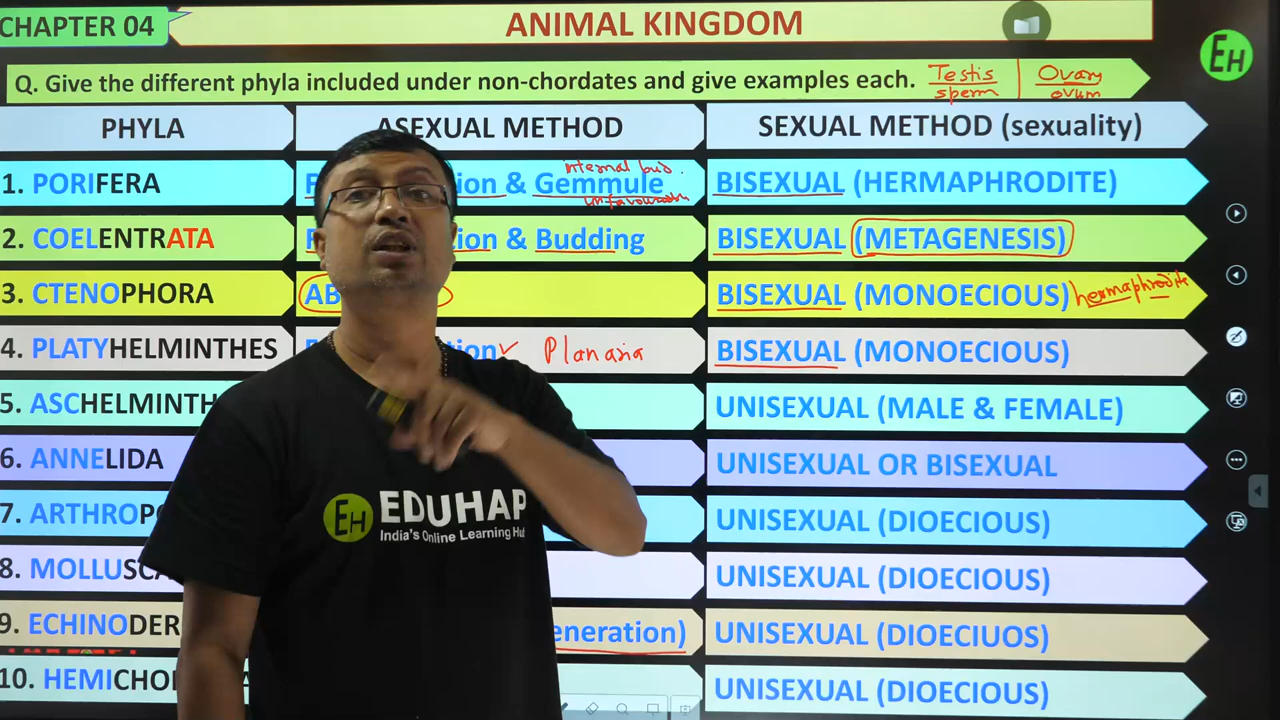 CHAPTER 04
ANIMAL KINGDOM
EH
Q. Give the different phyla included under non-chordates and give examples each.
Testis
sperm
Ovary
ovum
PHYLA ASEXUAL METHOD SEXUAL METHOD (sexuality)
internal bud.
1. PORIFERA ion & Gemmule BISEXUAL (HERMAPHRODITE)
2. COELENTRATA ion & Budding BISEXUAL (METAGENESIS)
3. CTENOPHORA AB BISEXUAL (MONOECIOUS) hermaphrodite
4. PLATYHELMINTHES tion Planaria BISEXUAL (MONOECIOUS)
5. ASCHELMINTH UNISEXUAL (MALE & FEMALE)
6. ANNELIDA UNISEXUAL OR BISEXUAL
7. ARTHROPO UNISEXUAL (DIOECIOUS)
8. MOLLUSCA UNISEXUAL (DIOECIOUS)
9. ECHINODER eneration) UNISEXUAL (DIOECIUOS)
10. HEMICHO UNISEXUAL (DIOECIOUS)
EH EDUHAP
India's Online Learning Hu